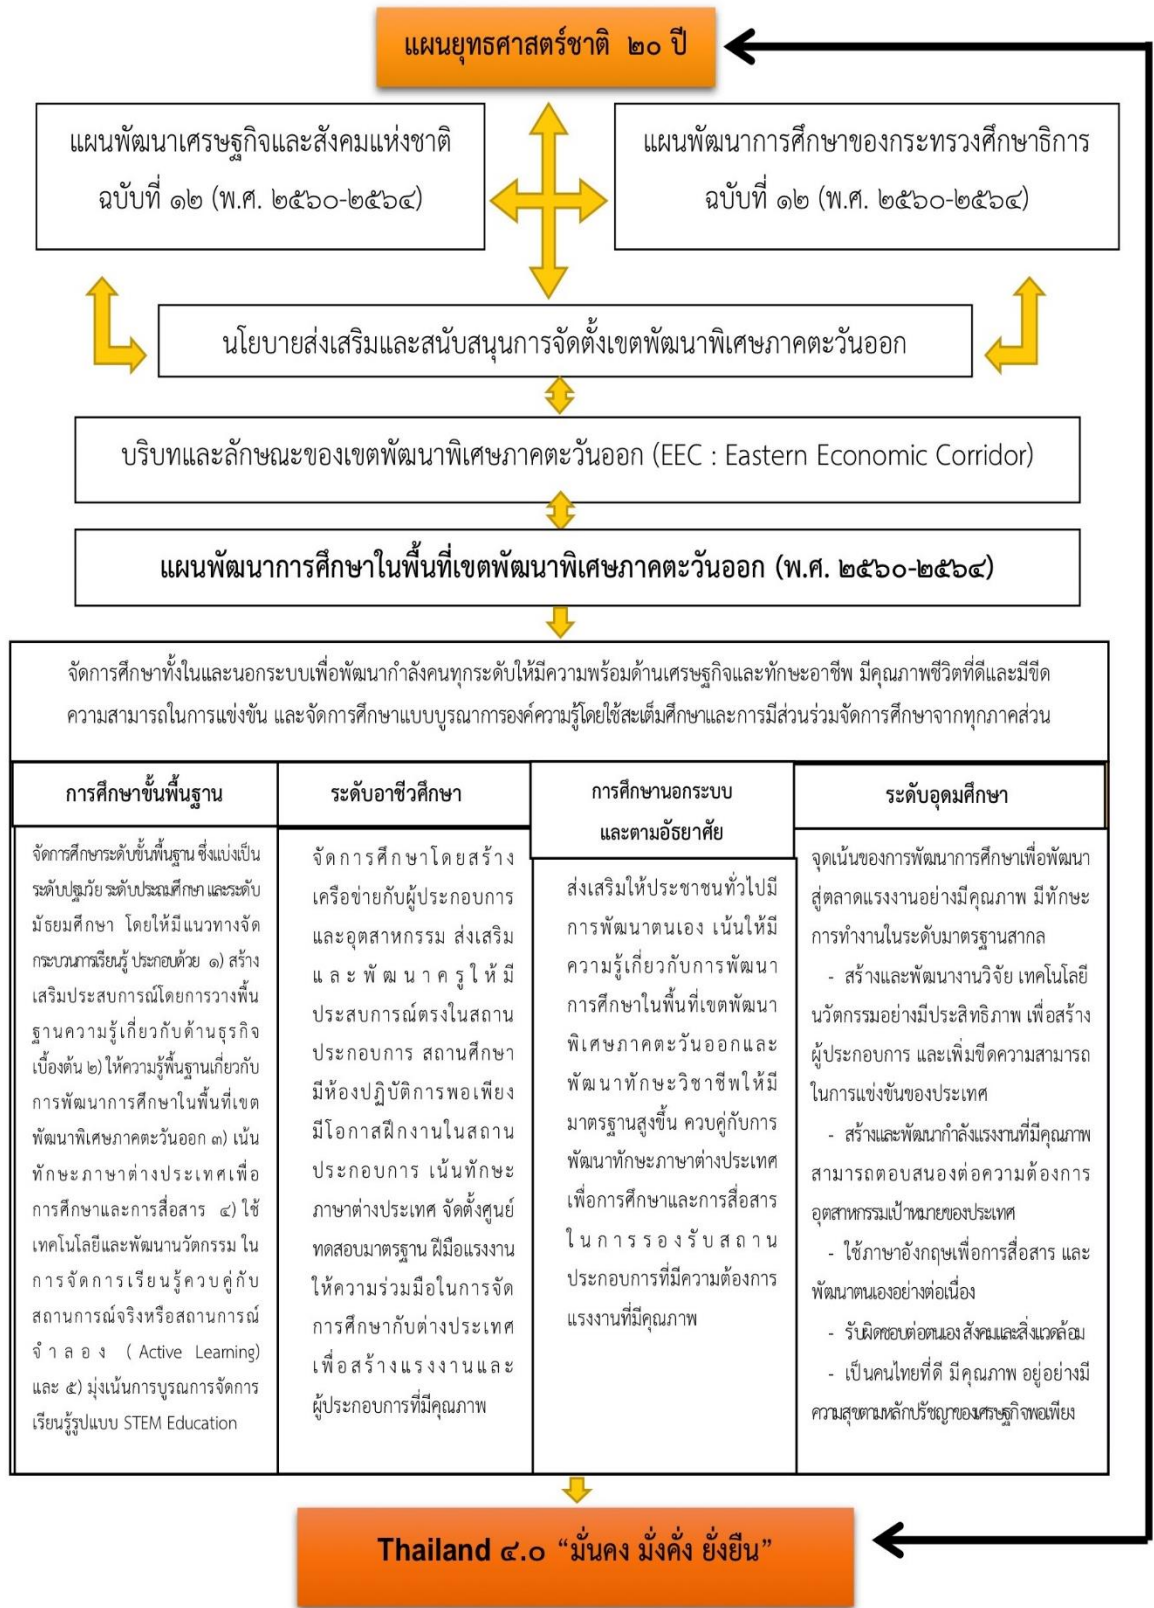 แผนยุทธศาสตร์ชาติ ๒๐ ปี
แผนพัฒนาเศรษฐกิจและสังคมแห่งชาติ
ฉบับที่ ๑๒ (พ.ศ. ๒๕๖๐-๒๕๖๔)
แผนพัฒนาการศึกษาของกระทรวงศึกษาธิการ
ฉบับที่ ๑๒ (พ.ศ. ๒๕๖๐-๒๕๖๔)
นโยบายส่งเสริมและสนับสนุนการจัดตั้งเขตพัฒนาพิเศษภาคตะวันออก
บริบทและลักษณะของเขตพัฒนาพิเศษภาคตะวันออก (EEC : Eastern Economic Corridor)
แผนพัฒนาการศึกษาในพื้นที่เขตพัฒนาพิเศษภาคตะวันออก (พ.ศ. ๒๕๖๐-๒๕๖๔)
จัดการศึกษาทั้งในและนอกระบบเพื่อพัฒนากำลังคนทุกระดับให้มีความพร้อมด้านเศรษฐกิจและทักษะอาชีพ มีคุณภาพชีวิตที่ดีและมีขีด
ความสามารถในการแข่งขัน และจัดการศึกษาแบบบูรณาการองค์ความรู้โดยใช้สะเต็มศึกษาและการมีส่วนร่วมจัดการศึกษาจากทุกภาคส่วน
การศึกษาขั้นพื้นฐาน
จัดการศึกษาระดับขั้นพื้นฐาน ซึ่งแบ่งเป็น
ระดับปฐมวัย ระดับประถมศึกษา และระดับ
มัธยมศึกษา โดยให้มีแนวทางจัด
กระบวนการเรียนรู้ ประกอบด้วย ๑) สร้าง
เสริมประสบการณ์โดยการวางพื้น
ฐานความรู้เกี่ยวกับด้านธุรกิจ
เบื้องต้น ๒) ให้ความรู้พื้นฐานเกี่ยวกับ
การพัฒนาการศึกษาในพื้นที่เขต
พัฒนาพิเศษภาคตะวันออก ๓) เน้น
ทักษะภาษาต่างประเทศเพื่อ
การศึกษาและการสื่อสาร ๔) ใช้
เทคโนโลยีและพัฒนานวัตกรรม ใน
การจัดการเรียนรู้ควบคู่กับ
สถานการณ์จริงหรือสถานการณ์
จำลอง (Active Learning)
และ ๕) มุ่งเน้นการบูรณการจัดการ
เรียนรู้รูปแบบ STEM Education
ระดับอาชีวศึกษา
จัดการศึกษาโดยสร้าง
เครือข่ายกับผู้ประกอบการ
และอุตสาหกรรม ส่งเสริม
และพัฒนาครูให้มี
ประสบการณ์ตรงในสถาน
ประกอบการ สถานศึกษา
มีห้องปฏิบัติการพอเพียง
มีโอกาสฝึกงานในสถาน
ประกอบการ เน้นทักษะ
ภาษาต่างประเทศ จัดตั้งศูนย์
ทดสอบมาตรฐาน ฝีมือแรงงาน
ให้ความร่วมมือในการจัด
การศึกษากับต่างประเทศ
เพื่อสร้างแรงงานและ
ผู้ประกอบการที่มีคุณภาพ
การศึกษานอกระบบ
และตามอัธยาศัย
ส่งเสริมให้ประชาชนทั่วไปมี
การพัฒนาตนเอง เน้นให้มี
ความรู้เกี่ยวกับการพัฒนา
การศึกษาในพื้นที่เขตพัฒนา
พิเศษภาคตะวันออกและ
พัฒนาทักษะวิชาชีพให้มี
มาตรฐานสูงขึ้น ควบคู่กับการ
พัฒนาทักษะภาษาต่างประเทศ
เพื่อการศึกษาและการสื่อสาร
ในการรองรับสถาน
ประกอบการที่มีความต้องการ
แรงงานที่มีคุณภาพ
ระดับอุดมศึกษา
จุดเน้นของการพัฒนาการศึกษาเพื่อพัฒนา
สู่ตลาดแรงงานอย่างมีคุณภาพ มีทักษะ
การทำงานในระดับมาตรฐานสากล
- สร้างและพัฒนางานวิจัย เทคโนโลยี
นวัตกรรมอย่างมีประสิทธิภาพ เพื่อสร้าง
ผู้ประกอบการ และเพิ่มขีดความสามารถ
ในการแข่งขันของประเทศ
- สร้างและพัฒนากำลังแรงงานที่มีคุณภาพ
สามารถตอบสนองต่อความต้องการ
อุตสาหกรรมเป้าหมายของประเทศ
- ใช้ภาษาอังกฤษเพื่อการสื่อสาร และ
พัฒนาตนเองอย่างต่อเนื่อง
- รับผิดชอบต่อตนเอง สังคมและสิ่งแวดล้อม
- เป็นคนไทยที่ดี มีคุณภาพ อยู่อย่างมี
ความสุขตามหลักปรัชญาของเศรษฐกิจพอเพียง
Thailand ๔.๐ “มั่นคง มั่งคั่ง ยั่งยืน”